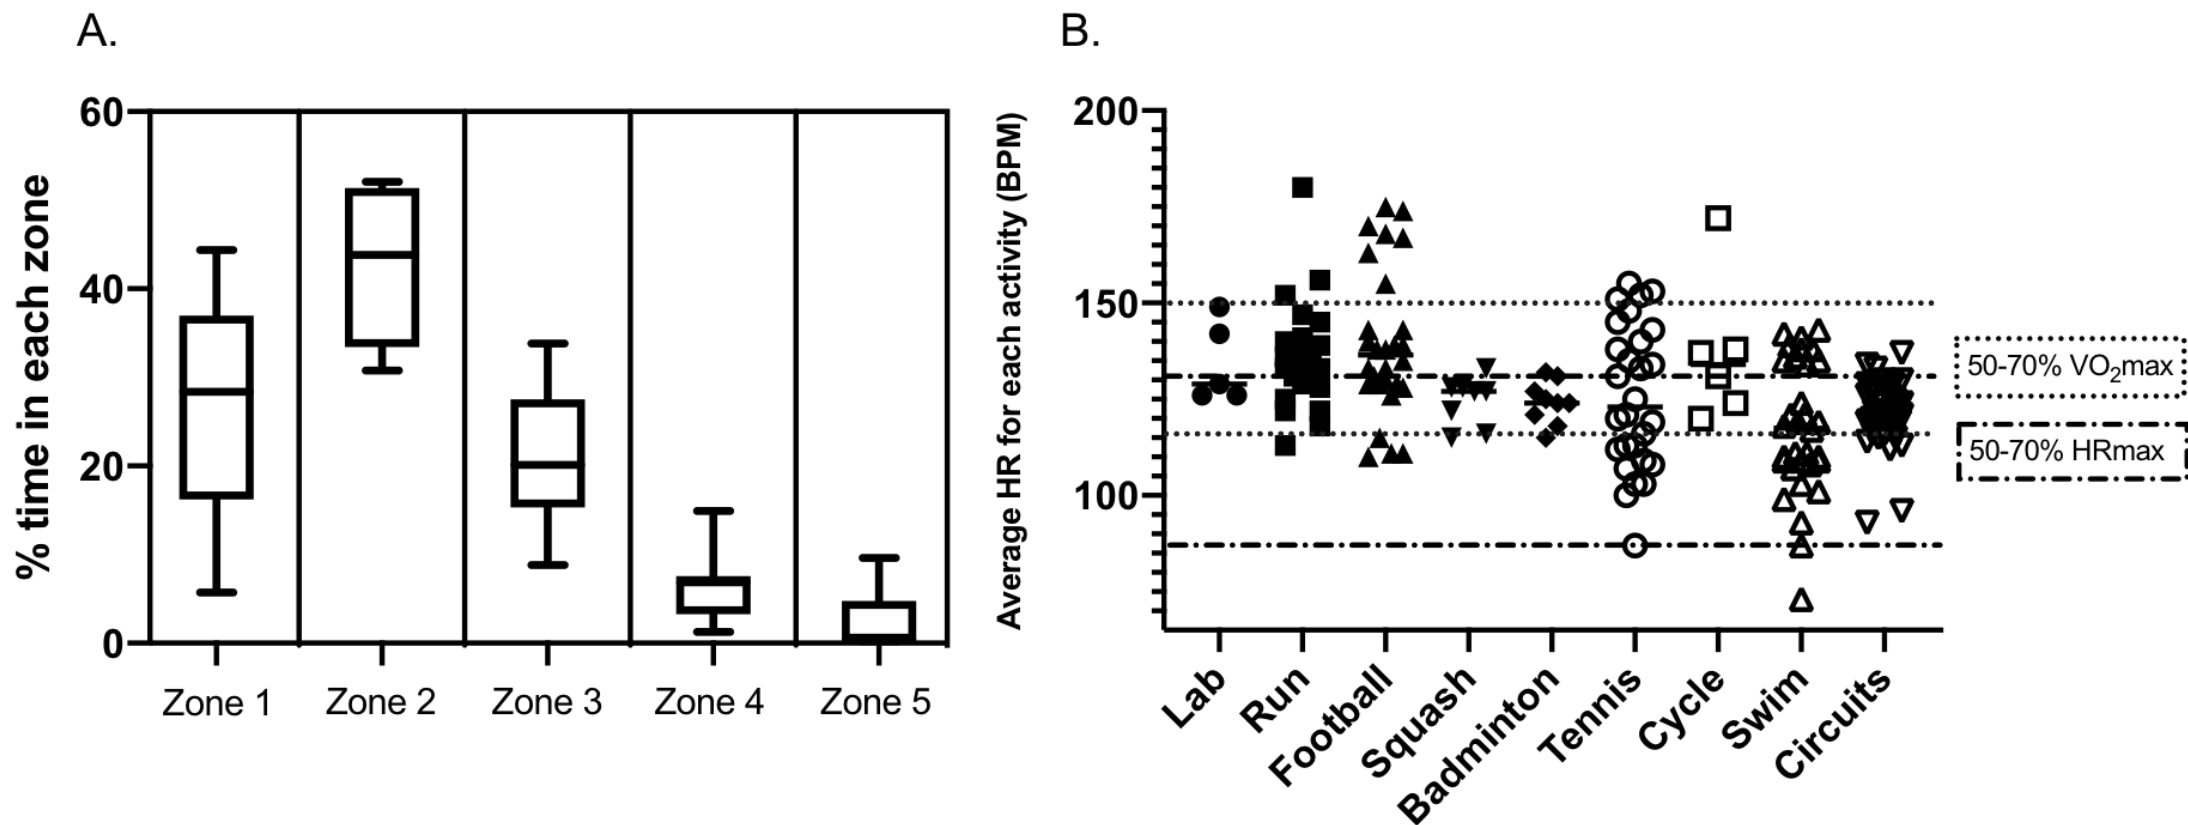 A.
% time in each zone
60
40
20
0
Zone 1
Zone 2
Zone 3
Zone 4
Zone 5
B.
Average HR for each activity (BPM)
200
150
100
Lab
Run
Football
Squash
Badminton
Tennis
Cycle
Swim
Circuits
50-70% VO₂max
50-70% HRmax